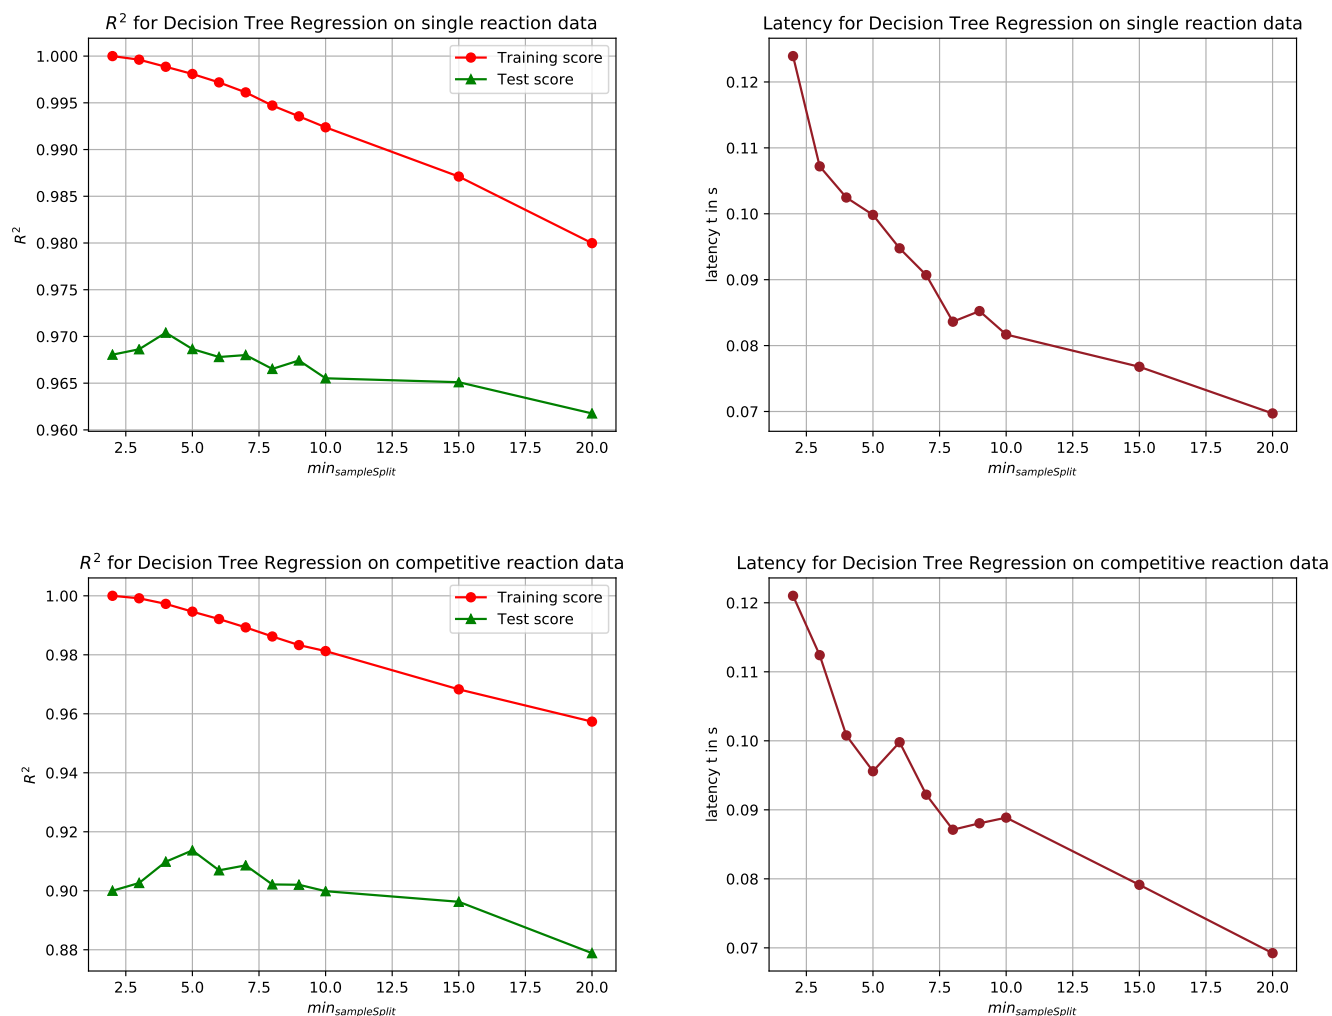 R² for Decision Tree Regression on single reaction data
1.000
0.995
0.990
0.985
0.980
0.975
0.970
0.965
0.960
R²
Training score
Test score
2.5 5.0 7.5 10.0 12.5 15.0 17.5 20.0
min_sampleSplit
Latency for Decision Tree Regression on single reaction data
0.12
0.11
0.10
0.09
0.08
0.07
latency t in s
2.5 5.0 7.5 10.0 12.5 15.0 17.5 20.0
min_sampleSplit
R² for Decision Tree Regression on competitive reaction data
1.00
0.98
0.96
0.94
0.92
0.90
0.88
R²
Training score
Test score
2.5 5.0 7.5 10.0 12.5 15.0 17.5 20.0
min_sampleSplit
Latency for Decision Tree Regression on competitive reaction data
0.12
0.11
0.10
0.09
0.08
0.07
latency t in s
2.5 5.0 7.5 10.0 12.5 15.0 17.5 20.0
min_sampleSplit